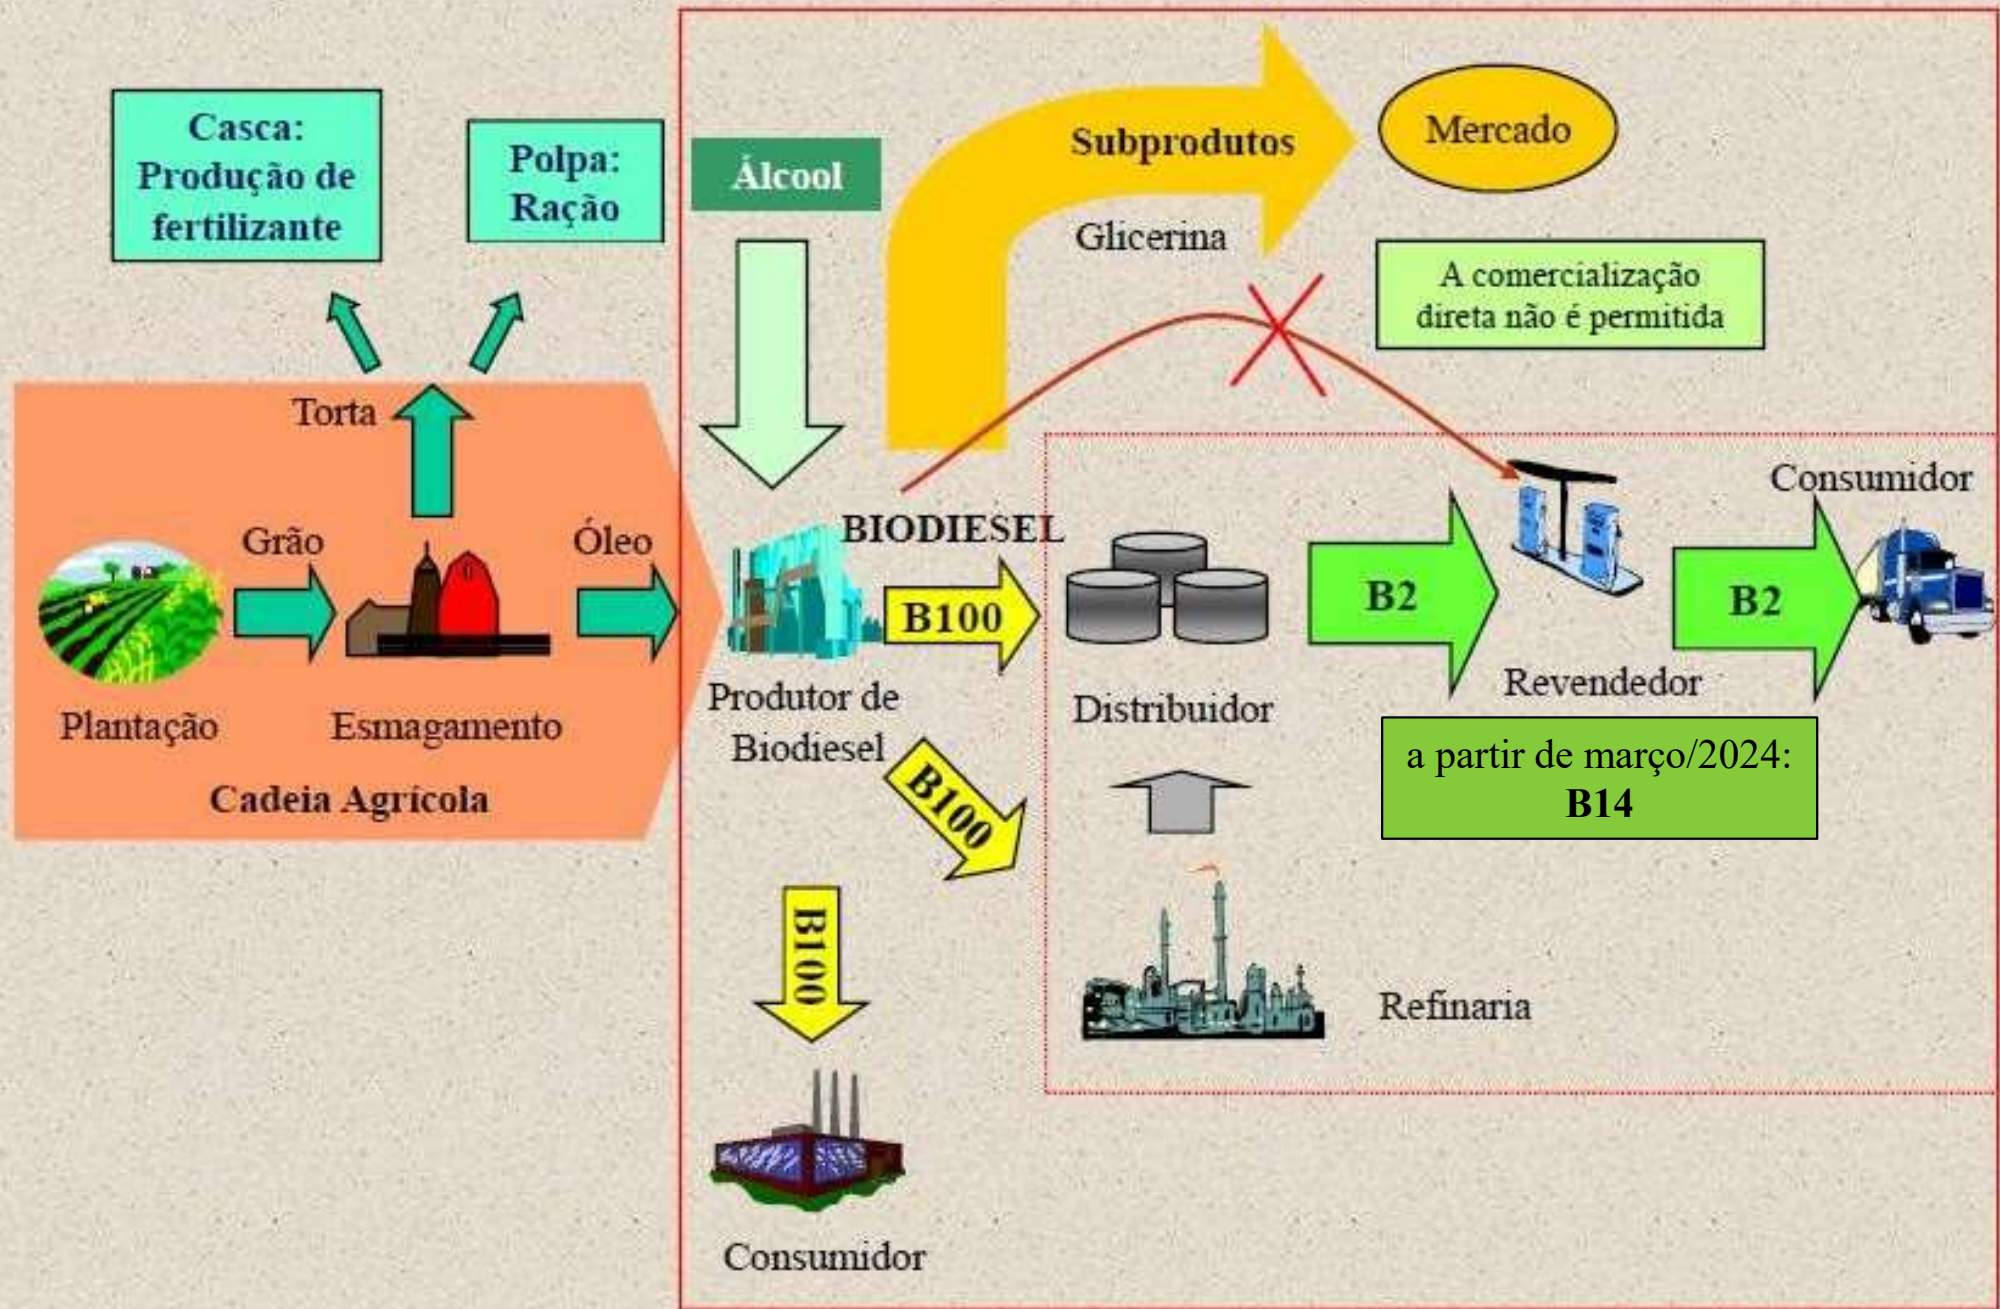 Casca:
Produção de
fertilizante
Polpa:
Ração
Álcool
Subprodutos
Glicerina
Mercado
A comercialização
direta não é permitida
Torta
Grão
Óleo
Plantação
Esmagamento
Cadeia Agrícola
BIODIESEL
B100
Produtor de
Biodiesel
B100
B100
Consumidor
Distribuidor
B2
Revendedor
B2
Consumidor
a partir de março/2024:
B14
Refinaria